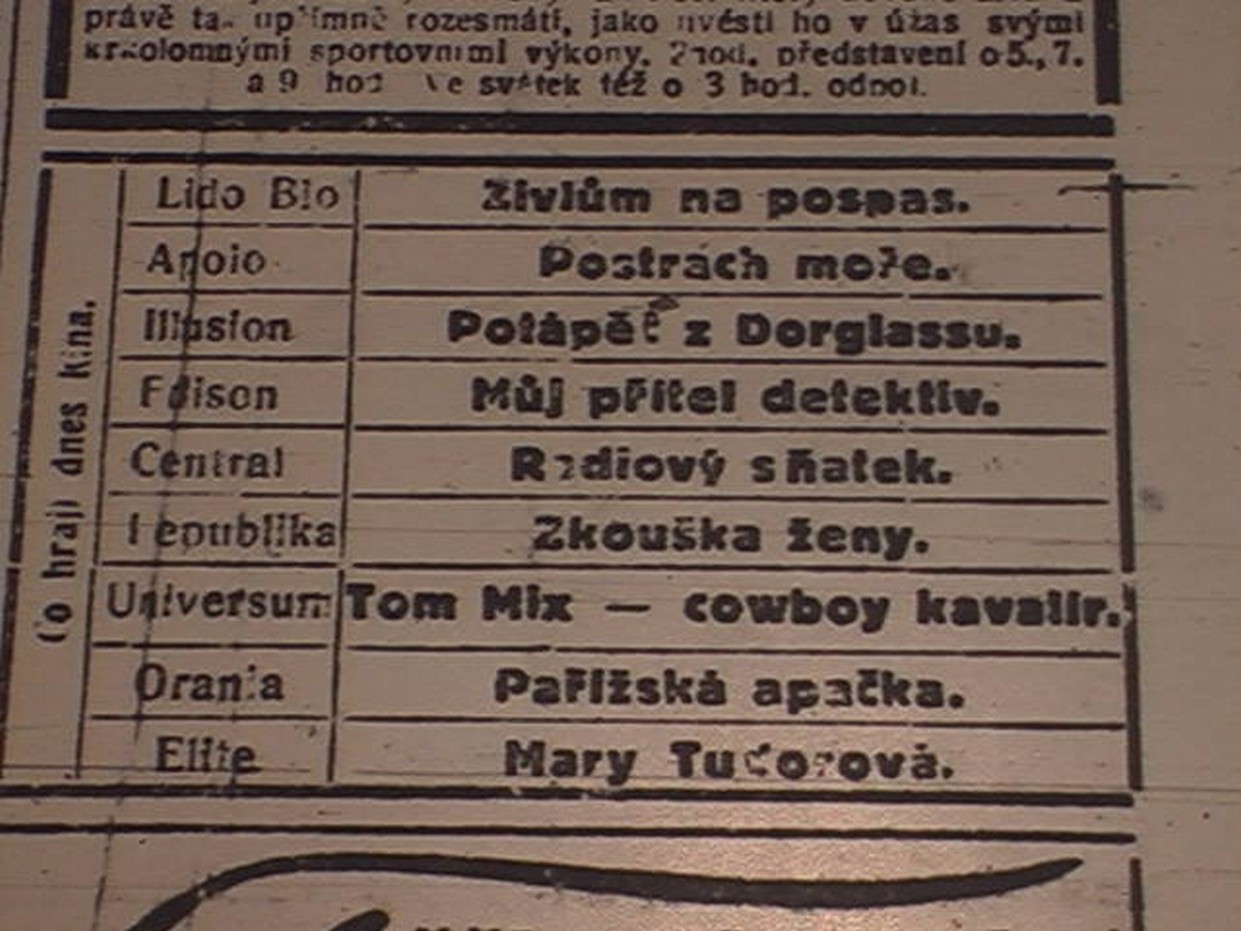 právě tak upřímně rozesmáti, jako uvésti ho v úžas svými
krkolomnými sportovními výkony. představení o 5., 7.
a 9 hod Ve svátek též o 3 hod. odpol.
Co hrají dnes kina.
Lido Bio Živlům na pospas.
Apolo Postrach moře.
Illusion Potápěč z Dorglassu.
Edison Můj přítel detektiv.
Central Radiový sňatek.
Republika Zkouška ženy.
Universum Tom Mix — cowboy kavalír.
Orania Pařížská apačka.
Elite Mary Tudorová.